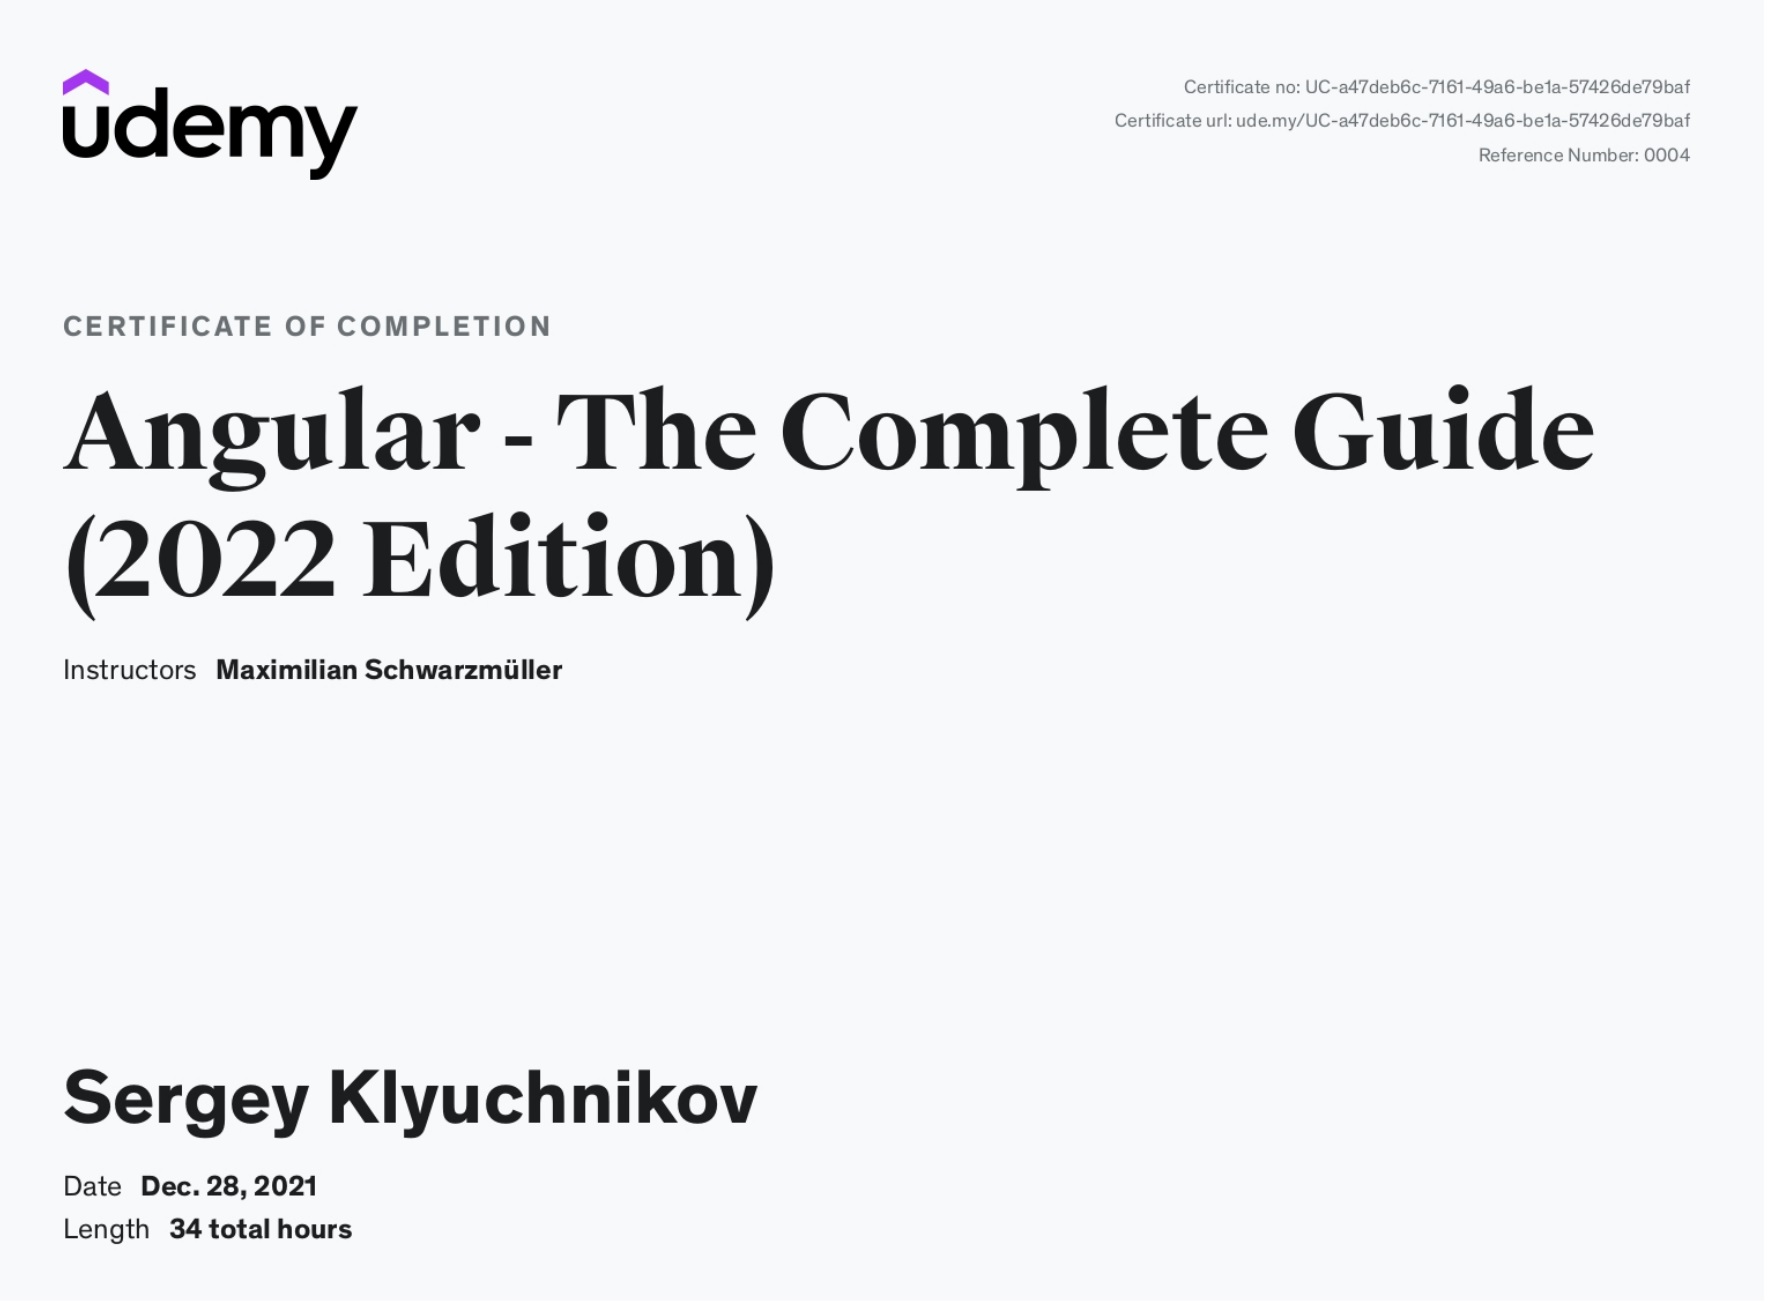 udemy
Certificate no: UC-a47deb6c-7161-49a6-be1a-57426de79baf
Certificate url: ude.my/UC-a47deb6c-7161-49a6-be1a-57426de79baf
Reference Number: 0004
CERTIFICATE OF COMPLETION
Angular - The Complete Guide
(2022 Edition)
Instructors Maximilian Schwarzmüller
Sergey Klyuchnikov
Date Dec. 28, 2021
Length 34 total hours